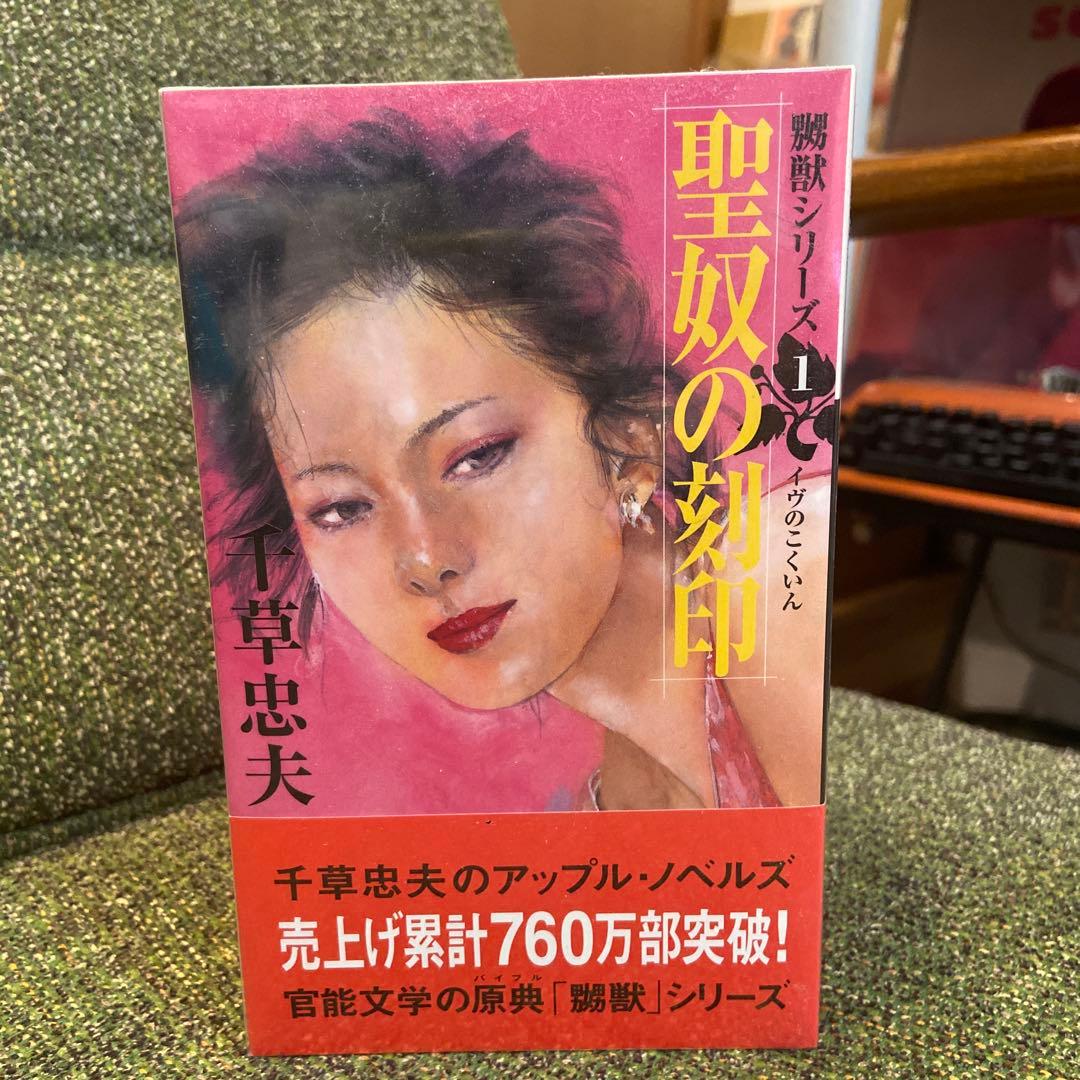 嬲獣シリーズ
1
聖奴の刻印
イヴのこくいん
千草忠夫
千草忠夫のアップル・ノベルズ
売上げ累計760万部突破!
バイブル
官能文学の原典「嬲獣」シリーズ